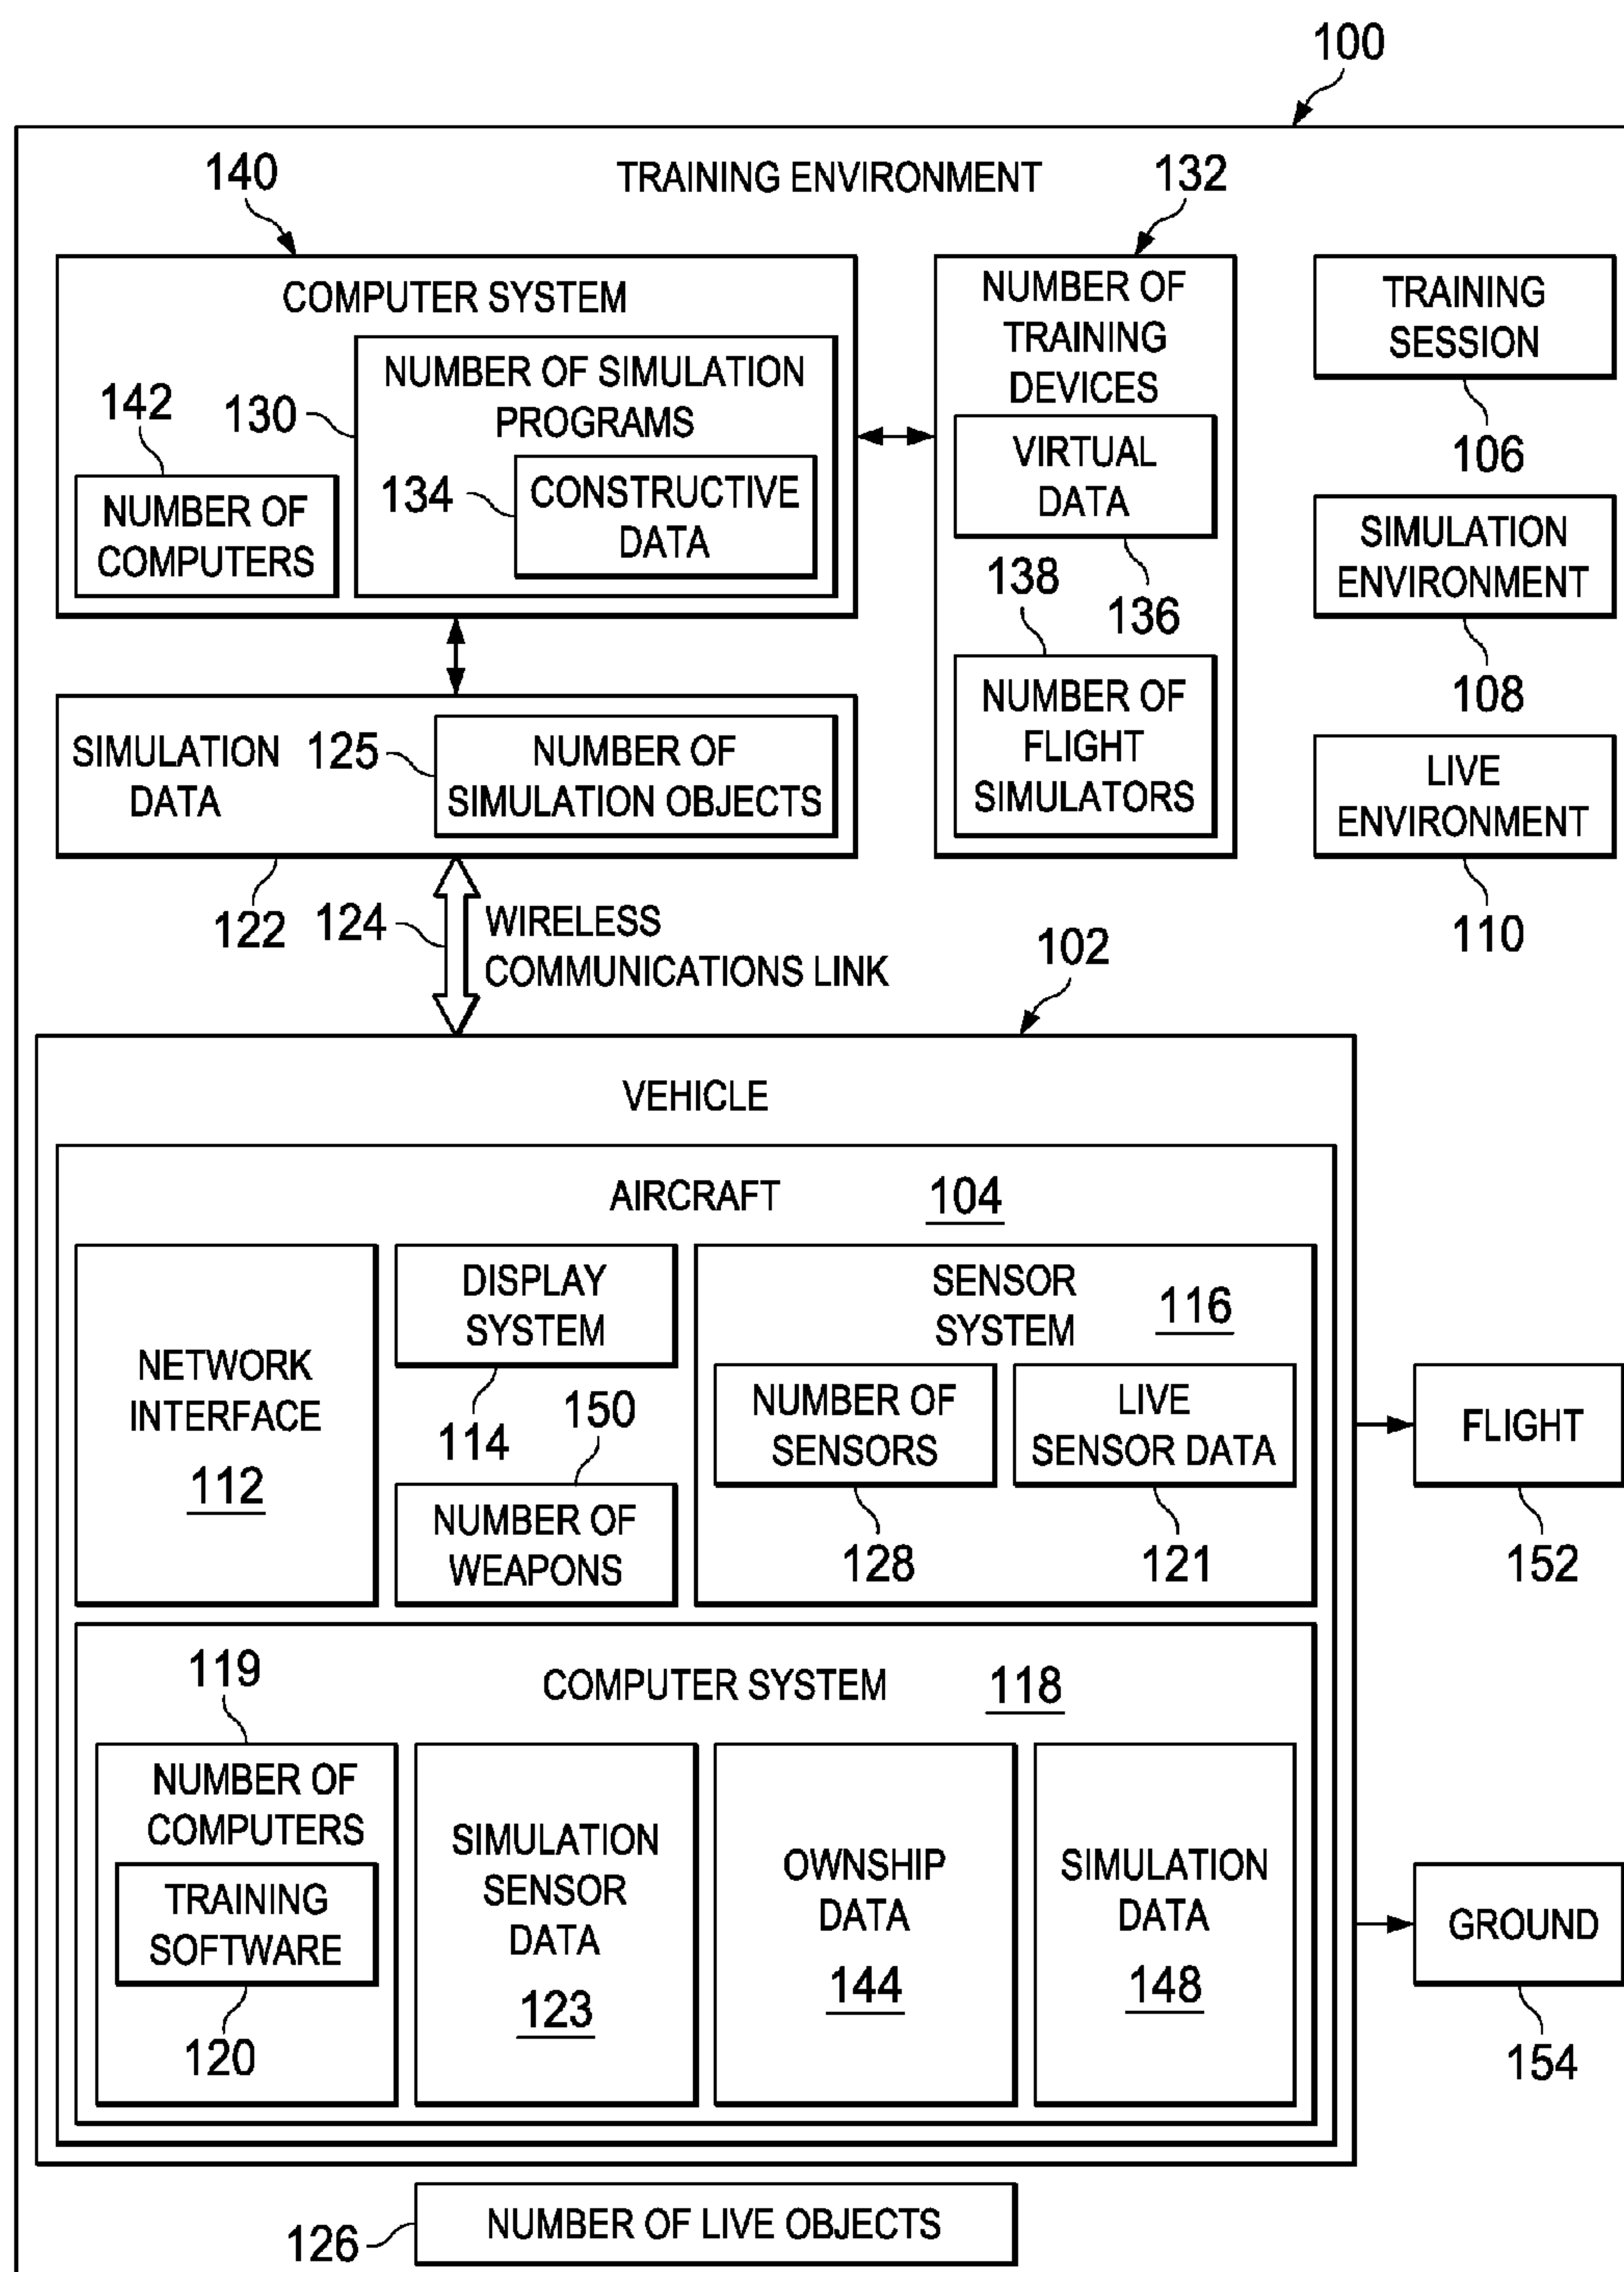 100
TRAINING ENVIRONMENT
140
132
COMPUTER SYSTEM
142
130
NUMBER OF SIMULATION
PROGRAMS
134
CONSTRUCTIVE
DATA
NUMBER OF
COMPUTERS
NUMBER OF
TRAINING
DEVICES
VIRTUAL
DATA
138
136
NUMBER OF
FLIGHT
SIMULATORS
TRAINING
SESSION
106
SIMULATION
ENVIRONMENT
108
LIVE
ENVIRONMENT
110
SIMULATION
DATA
125
NUMBER OF
SIMULATION OBJECTS
122
124
WIRELESS
COMMUNICATIONS LINK
102
VEHICLE
AIRCRAFT
104
NETWORK
INTERFACE
112
DISPLAY
SYSTEM
114
150
NUMBER OF
WEAPONS
SENSOR
SYSTEM
116
NUMBER OF
SENSORS
128
LIVE
SENSOR DATA
121
FLIGHT
152
119
COMPUTER SYSTEM
118
NUMBER OF
COMPUTERS
TRAINING
SOFTWARE
120
SIMULATION
SENSOR
DATA
123
OWNSHIP
DATA
144
SIMULATION
DATA
148
GROUND
154
126
NUMBER OF LIVE OBJECTS